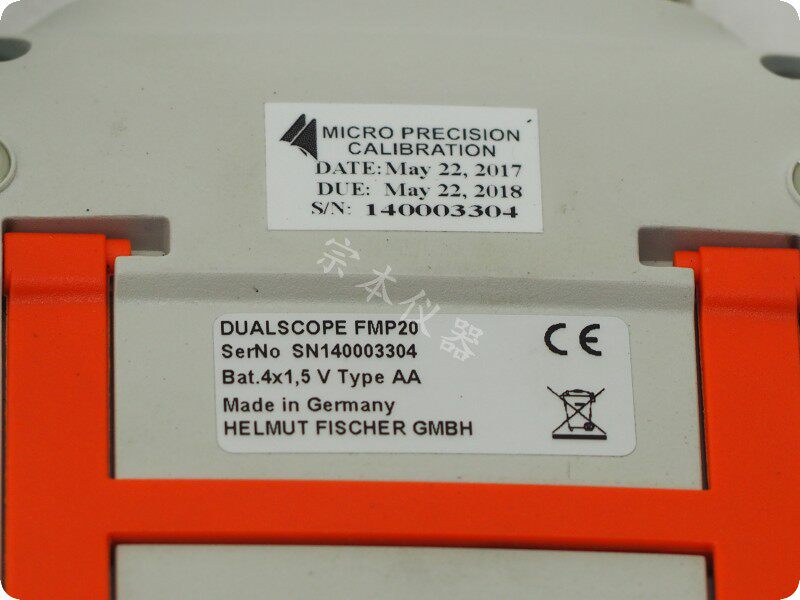 MICRO PRECISION
CALIBRATION
DATE: May 22, 2017
DUE: May 22, 2018
S/N: 140003304
宗本仪器
DUALSCOPE FMP20
SerNo SN140003304
Bat.4x1,5 V Type AA
Made in Germany
HELMUT FISCHER GMBH
CE